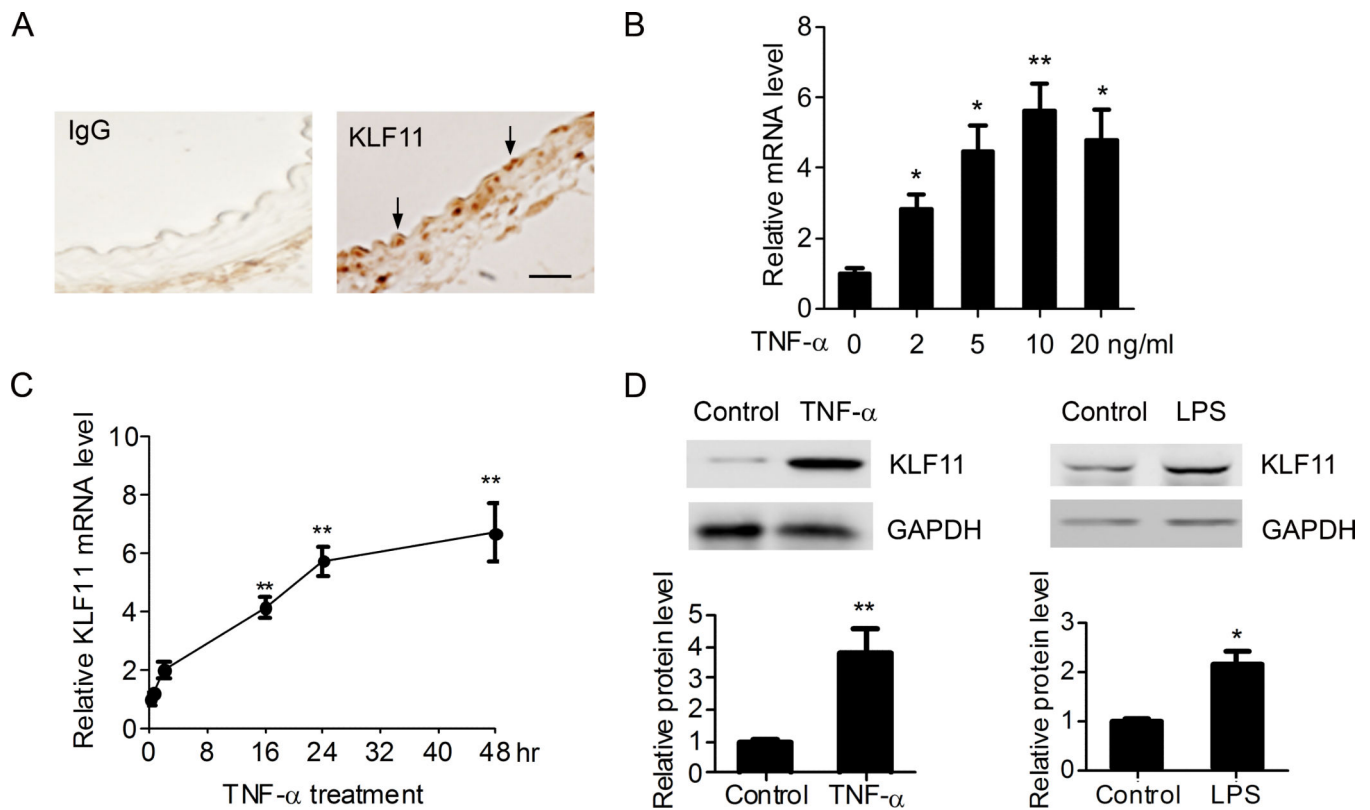 A
IgG
KLF11
B
Relative mRNA level
8
6
4
2
0
*
*
**
*
TNF-α 0 2 5 10 20 ng/ml
C
Relative KLF11 mRNA level
10
8
6
4
2
0
**
**
**
0 8 16 24 32 40 48 hr
TNF-α treatment
D
Control TNF-α
KLF11
GAPDH
Relative protein level
5
4
3
2
1
0
**
Control TNF-α
Control LPS
KLF11
GAPDH
Relative protein level
3
2
1
0
*
Control LPS